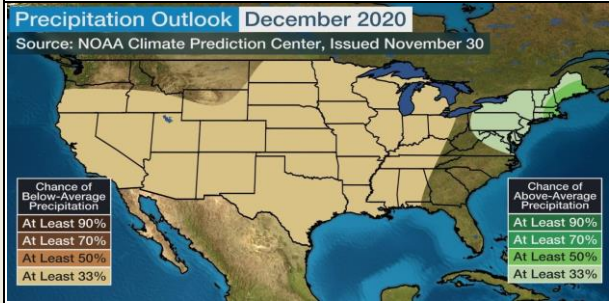 Precipitation Outlook December 2020
Source: NOAA Climate Prediction Center, Issued November 30
Chance of
Below-Average
Precipitation
At Least 90%
At Least 70%
At Least 50%
At Least 33%
Chance of
Above-Average
Precipitation
At Least 90%
At Least 70%
At Least 50%
At Least 33%